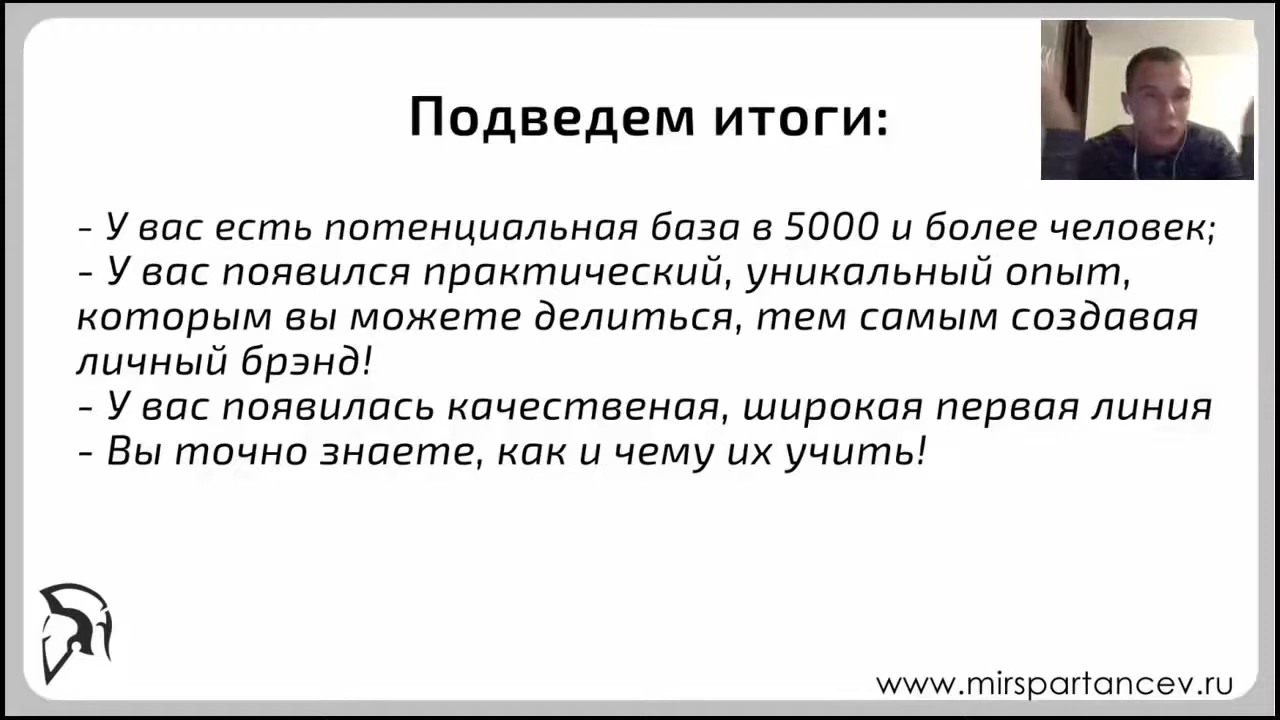 Подведем итоги:
- У вас есть потенциальная база в 5000 и более человек;
- У вас появился практический, уникальный опыт,
которым вы можете делиться, тем самым создавая
личный брэнд!
- У вас появилась качественая, широкая первая линия
- Вы точно знаете, как и чему их учить!
www.mirspartancev.ru